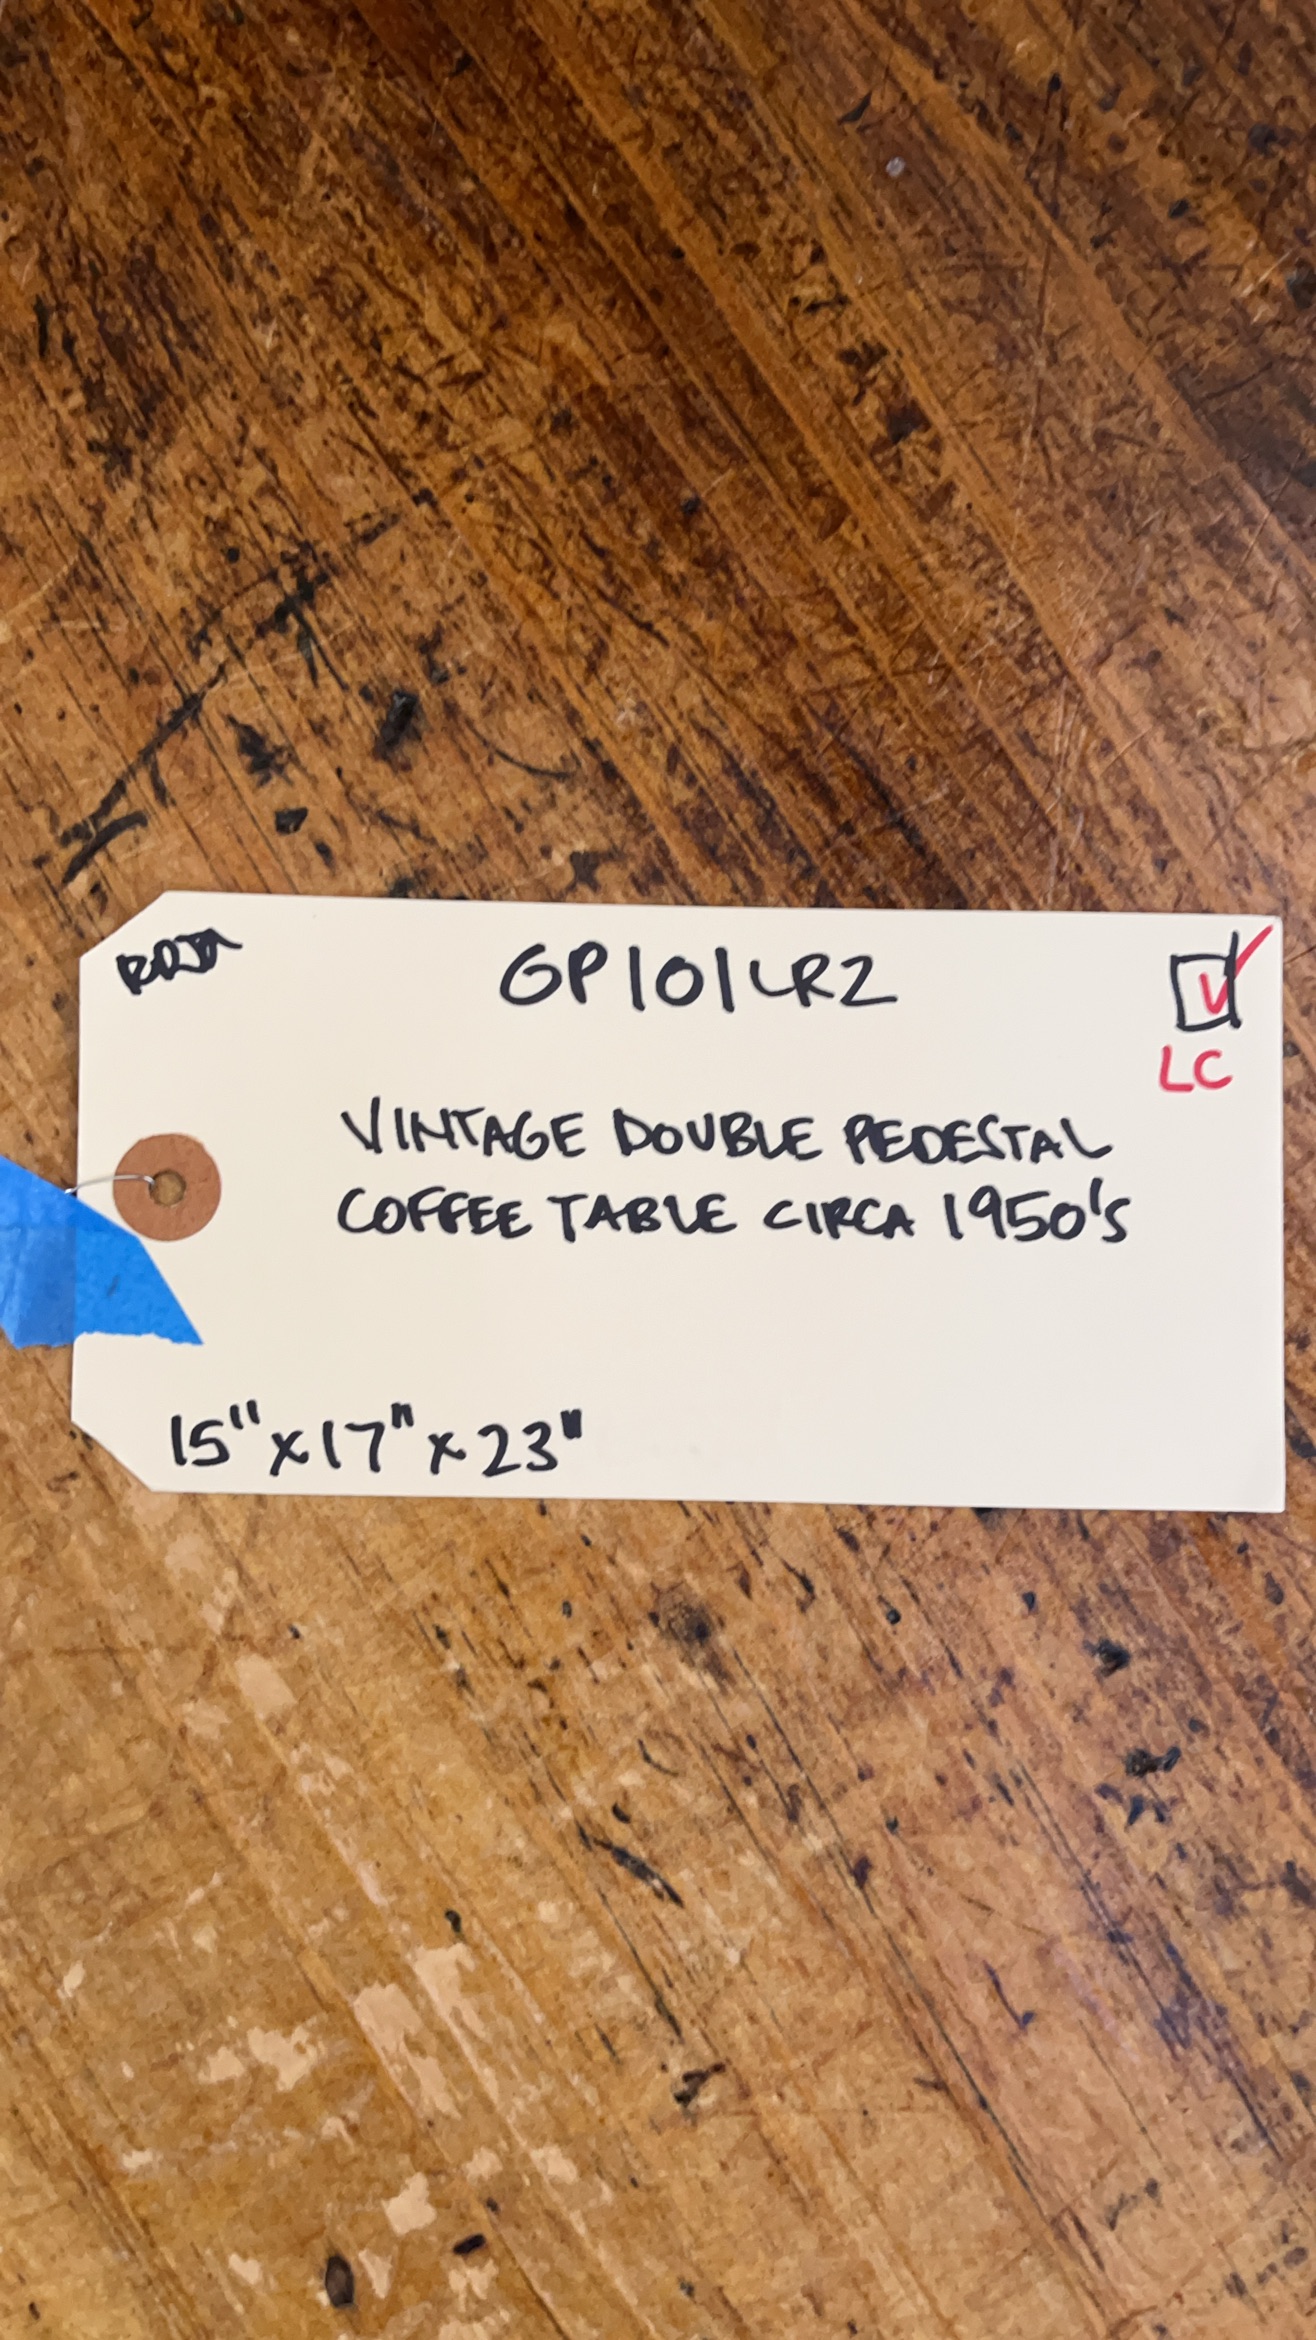 GP101LR2
LC
VINTAGE DOUBLE PEDESTAL
COFFEE TABLE CIRCA 1950's
15"x17"x23"